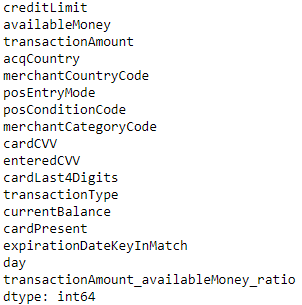 creditLimit
availableMoney
transactionAmount
acqCountry
merchantCountryCode
posEntryMode
posConditionCode
merchantCategoryCode
cardCVV
enteredCVV
cardLast4Digits
transactionType
currentBalance
cardPresent
expirationDateKeyInMatch
day
transactionAmount_availableMoney_ratio
dtype: int64